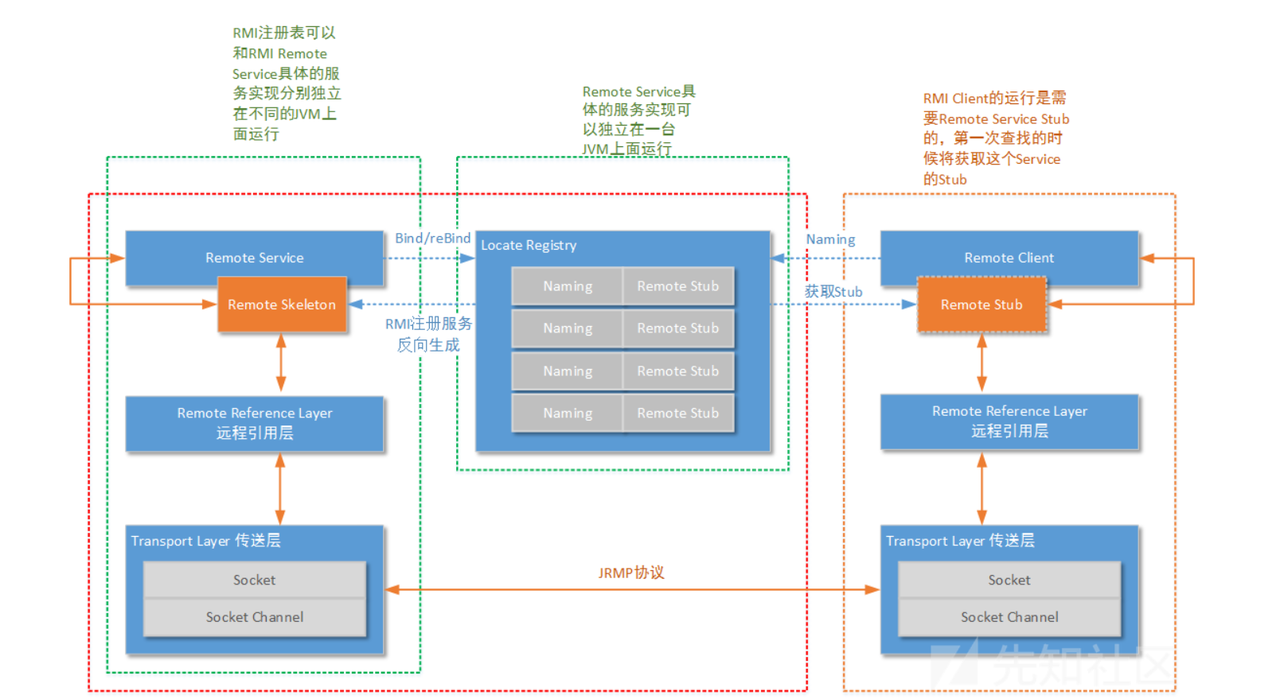 RMI注册表可以
和RMI Remote
Service具体的服
务实现分别独立
在不同的JVM上
面运行
Remote Service具
体的服务实现可
以独立在一台
JVM上面运行
RMI Client的运行是需
要Remote Service Stub
的，第一次查找的时
候将获取这个Service
的Stub
Remote Service
Remote Skeleton
Bind/reBind
RMI注册服务
反向生成
Locate Registry
Naming
Remote Stub
Naming
Remote Stub
Naming
Remote Stub
Naming
Remote Stub
Naming
获取Stub
Remote Client
Remote Stub
Remote Reference Layer
远程引用层
Remote Reference Layer
远程引用层
Transport Layer 传送层
Socket
Socket Channel
JRMP协议
Transport Layer 传送层
Socket
Socket Channel
先知社区